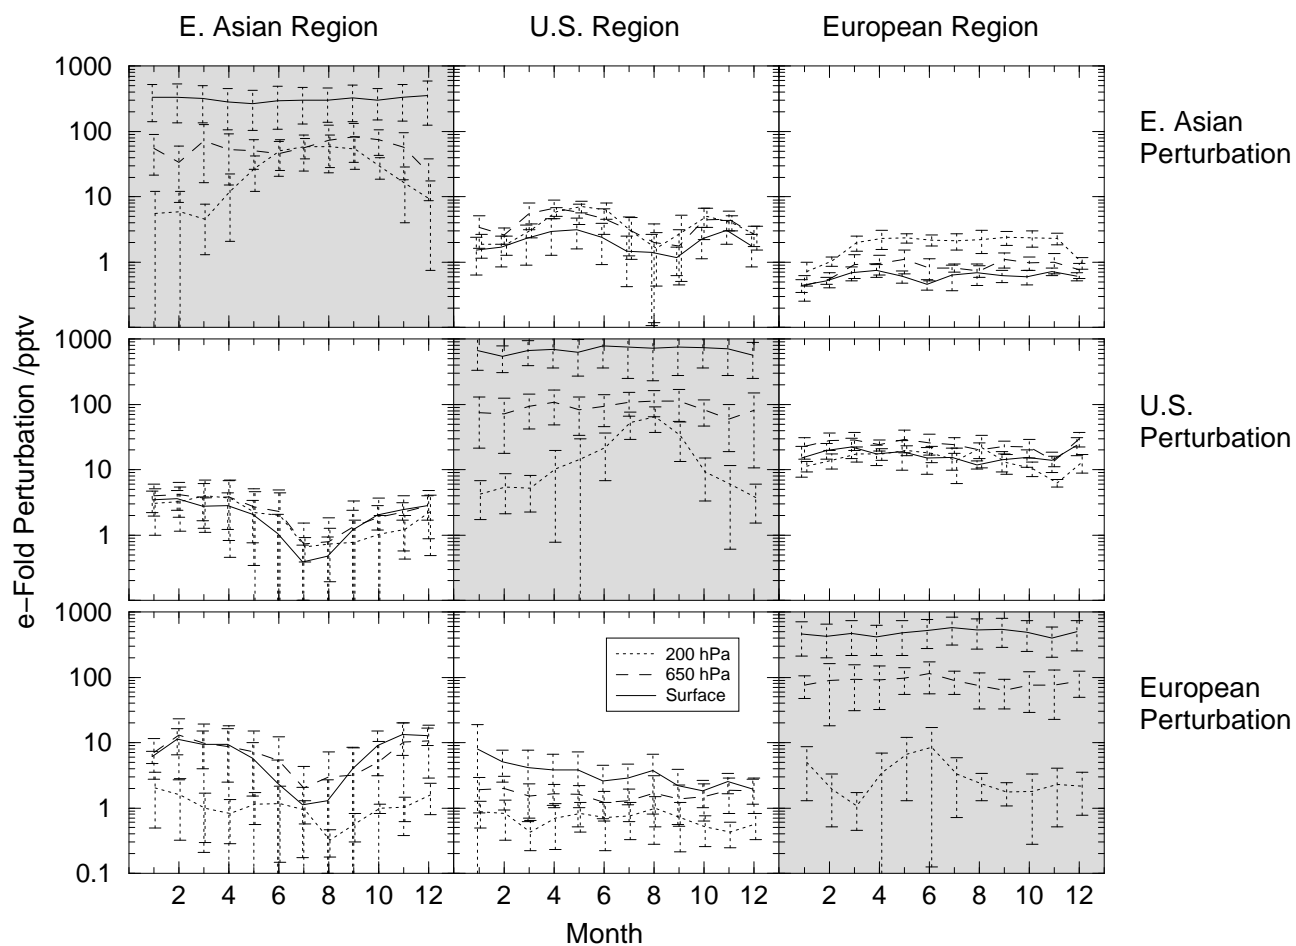 E. Asian Region U.S. Region European Region
1000
100
10
1
E. Asian
Perturbation
1000
100
10
1
U.S.
Perturbation
e-Fold Perturbation /pptv
1000
100
10
1
0.1
200 hPa
650 hPa
Surface
European
Perturbation
2 4 6 8 10 12 2 4 6 8 10 12 2 4 6 8 10 12
Month